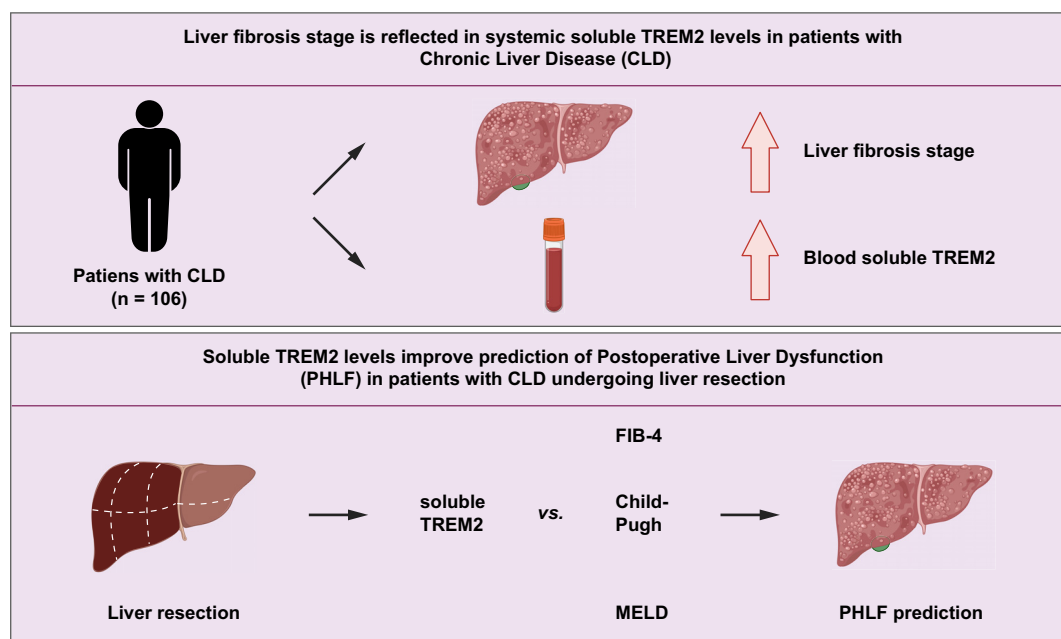 Liver fibrosis stage is reflected in systemic soluble TREM2 levels in patients with
Chronic Liver Disease (CLD)
Patiens with CLD
(n = 106)
Liver fibrosis stage
Blood soluble TREM2
Soluble TREM2 levels improve prediction of Postoperative Liver Dysfunction
(PHLF) in patients with CLD undergoing liver resection
Liver resection
soluble
TREM2
vs.
FIB-4
Child-
Pugh
MELD
PHLF prediction